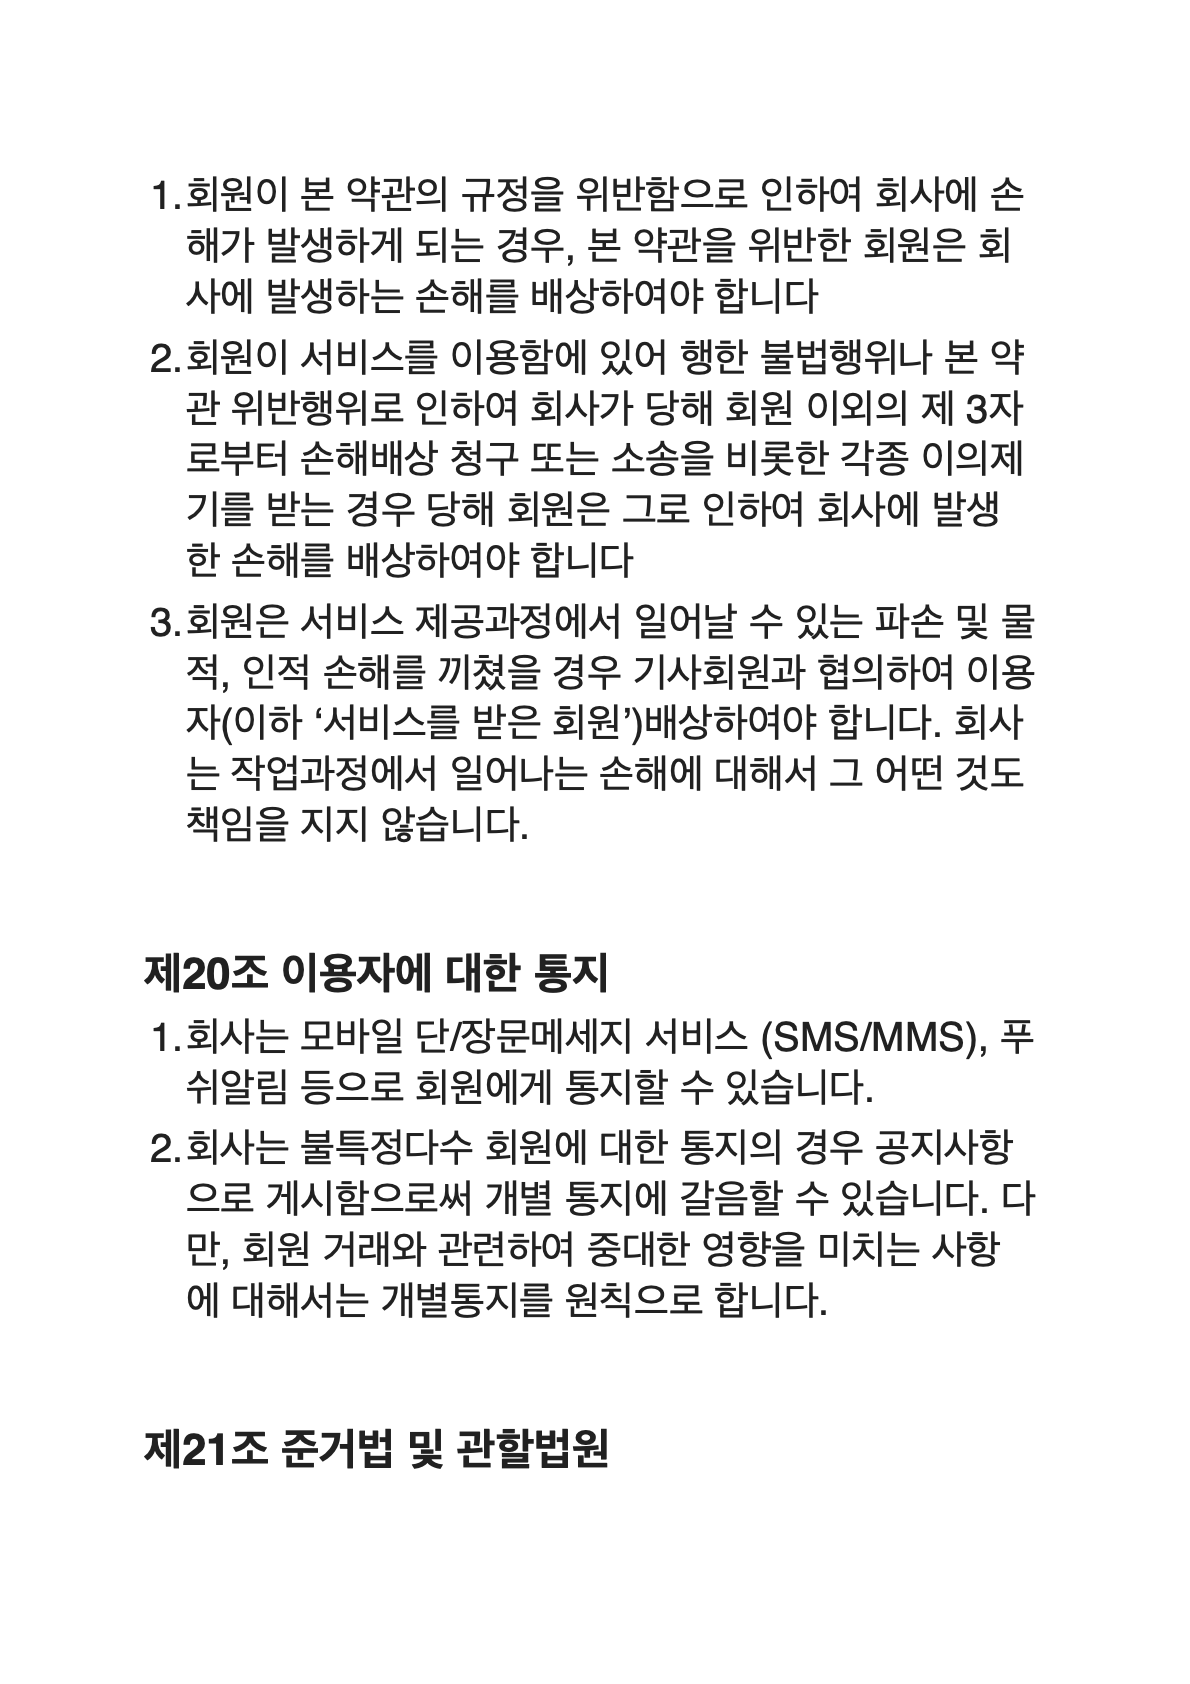 1. 회원이 본 약관의 규정을 위반함으로 인하여 회사에 손
해가 발생하게 되는 경우, 본 약관을 위반한 회원은 회
사에 발생하는 손해를 배상하여야 합니다
2. 회원이 서비스를 이용함에 있어 행한 불법행위나 본 약
관 위반행위로 인하여 회사가 당해 회원 이외의 제 3자
로부터 손해배상 청구 또는 소송을 비롯한 각종 이의제
기를 받는 경우 당해 회원은 그로 인하여 회사에 발생
한 손해를 배상하여야 합니다
3. 회원은 서비스 제공과정에서 일어날 수 있는 파손 및 물
적, 인적 손해를 끼쳤을 경우 기사회원과 협의하여 이용
자(이하 ‘서비스를 받은 회원’)배상하여야 합니다. 회사
는 작업과정에서 일어나는 손해에 대해서 그 어떤 것도
책임을 지지 않습니다.
제20조 이용자에 대한 통지
1. 회사는 모바일 단/장문메세지 서비스 (SMS/MMS), 푸
쉬알림 등으로 회원에게 통지할 수 있습니다.
2. 회사는 불특정다수 회원에 대한 통지의 경우 공지사항
으로 게시함으로써 개별 통지에 갈음할 수 있습니다. 다
만, 회원 거래와 관련하여 중대한 영향을 미치는 사항
에 대해서는 개별통지를 원칙으로 합니다.
제21조 준거법 및 관할법원